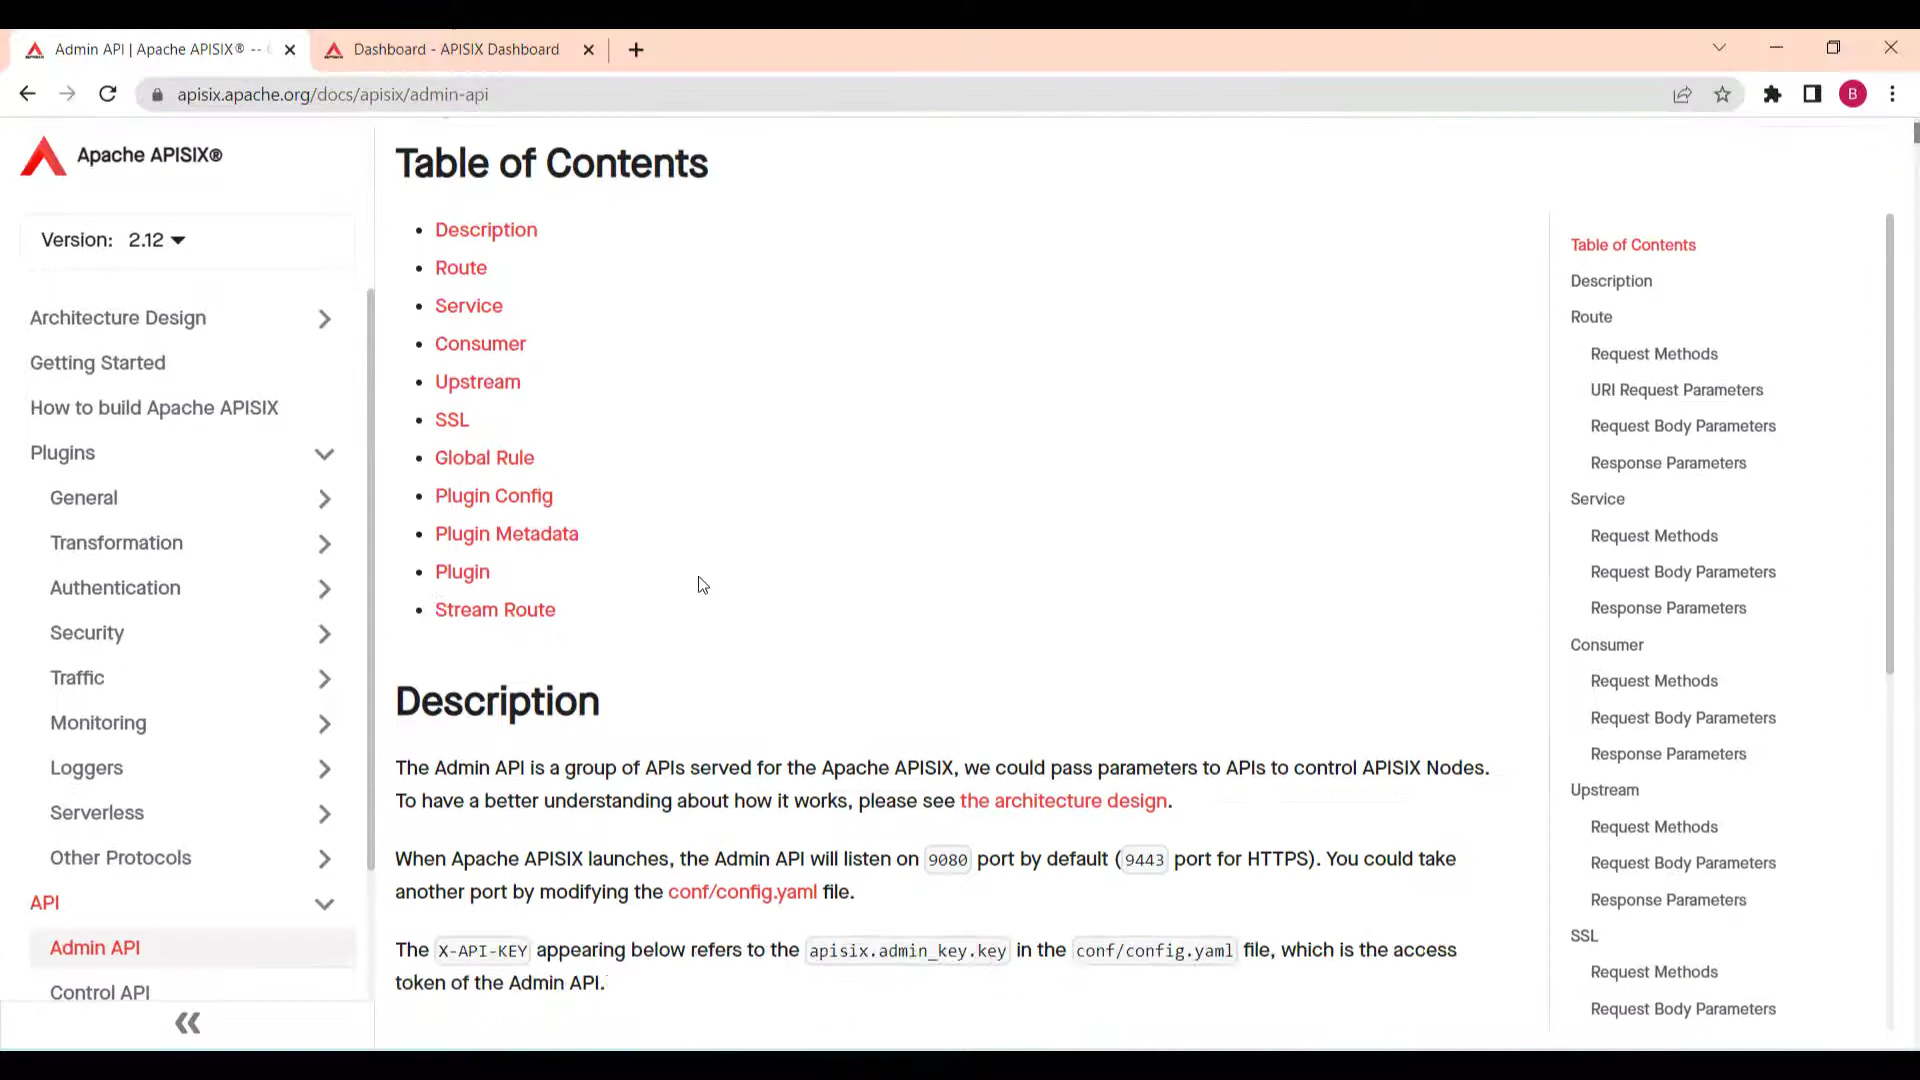 Admin API | Apache APISIX® --
Dashboard - APISIX Dashboard
apisix.apache.org/docs/apisix/admin-api
B
Apache APISIX®
Version: 2.12
Architecture Design
Getting Started
How to build Apache APISIX
Plugins
General
Transformation
Authentication
Security
Traffic
Monitoring
Loggers
Serverless
Other Protocols
API
Admin API
Control API
Table of Contents
Description
Route
Service
Consumer
Upstream
SSL
Global Rule
Plugin Config
Plugin Metadata
Plugin
Stream Route
Description
The Admin API is a group of APIs served for the Apache APISIX, we could pass parameters to APIs to control APISIX Nodes.
To have a better understanding about how it works, please see the architecture design.
When Apache APISIX launches, the Admin API will listen on 9080 port by default (9443 port for HTTPS). You could take
another port by modifying the conf/config.yaml file.
The X-API-KEY appearing below refers to the apisix.admin_key.key in the conf/config.yaml file, which is the access
token of the Admin API.
Table of Contents
Description
Route
Request Methods
URI Request Parameters
Request Body Parameters
Response Parameters
Service
Request Methods
Request Body Parameters
Response Parameters
Consumer
Request Methods
Request Body Parameters
Response Parameters
Upstream
Request Methods
Request Body Parameters
Response Parameters
SSL
Request Methods
Request Body Parameters